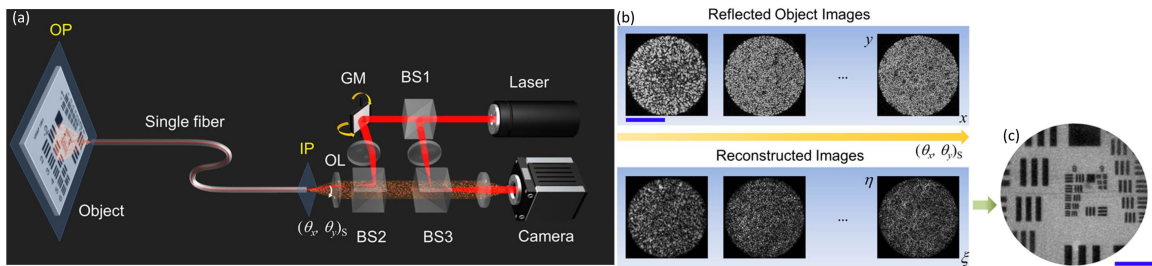 (a)
OP
Object
Single fiber
IP
OL
(θx, θy)S
GM
BS1
Laser
BS2
BS3
Camera
(b)
Reflected Object Images
y
...
x
(θx, θy)S
Reconstructed Images
η
...
ξ
(c)